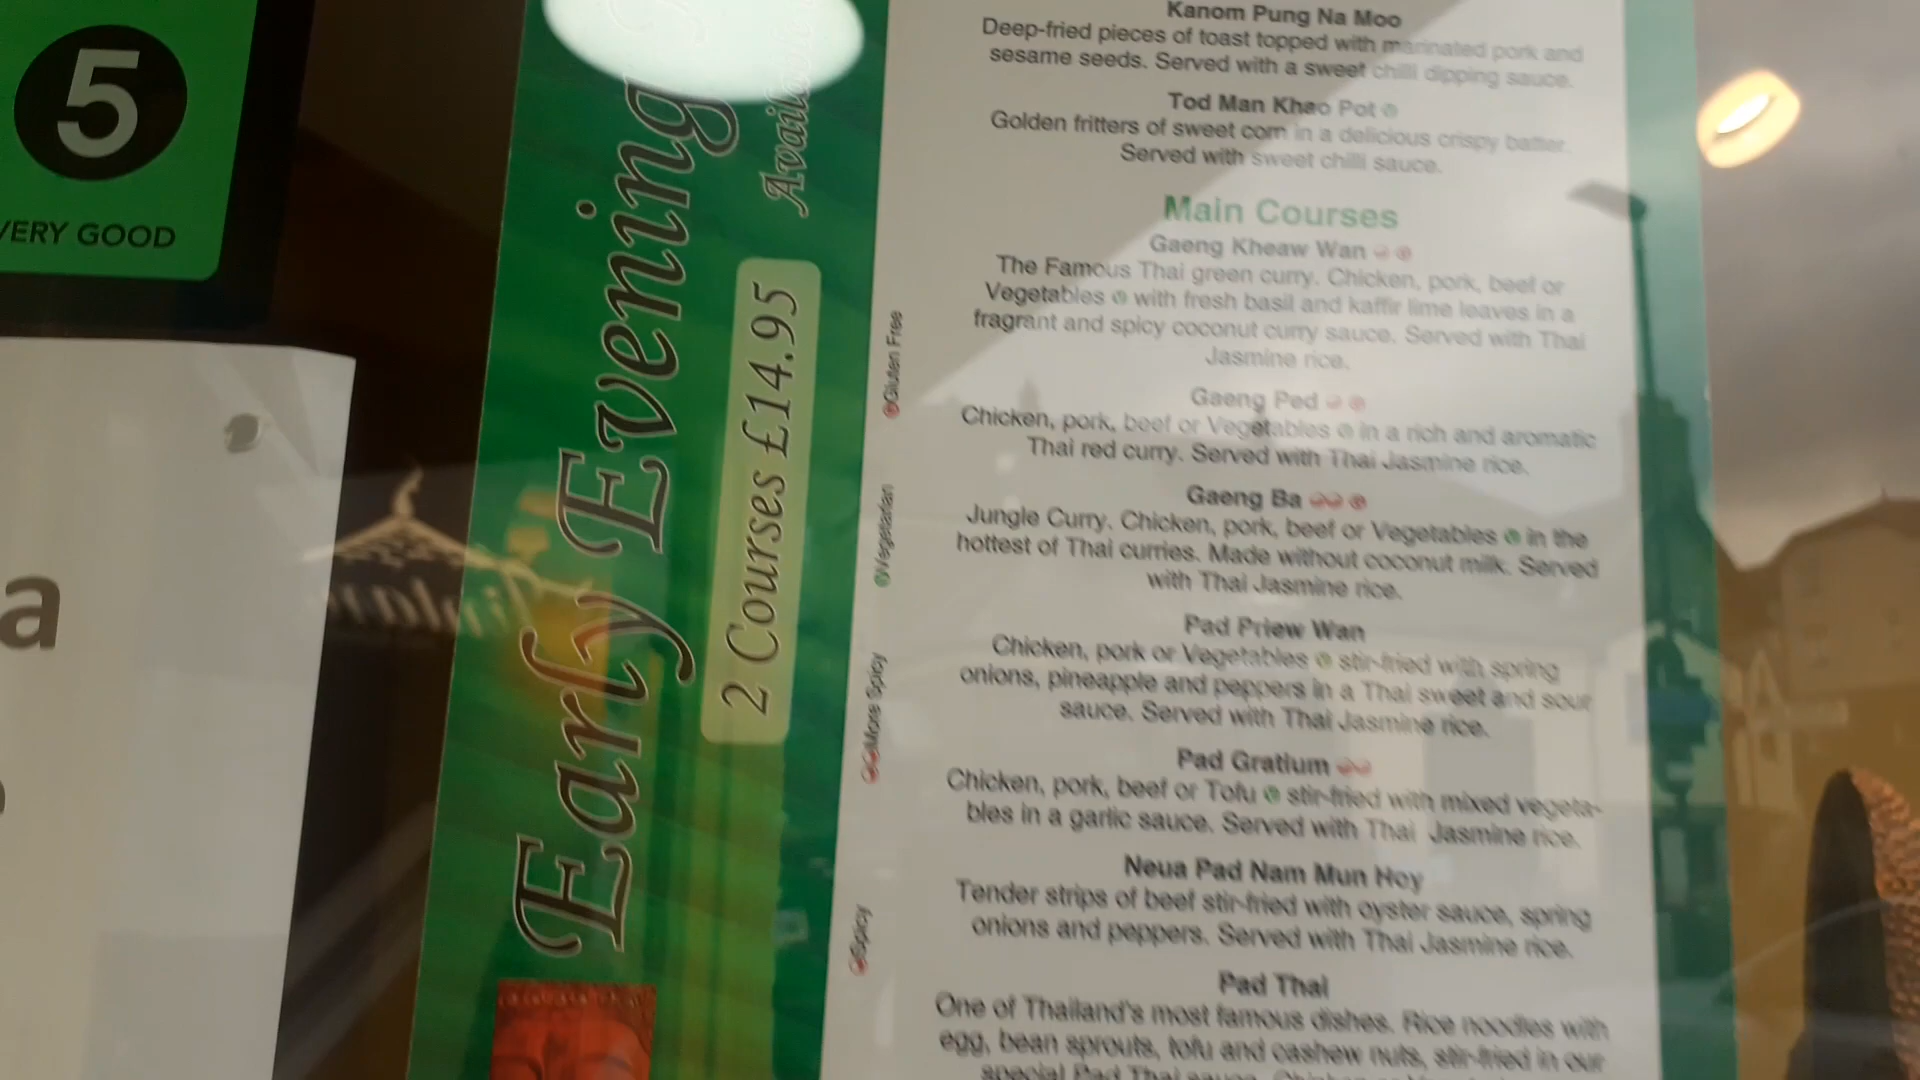 5
VERY GOOD
a
Early Evening
2 Courses £14.95
Gluten Free
Vegetarian
More Spicy
Spicy
Kanom Pung Na Moo
Deep-fried pieces of toast topped with marinated pork and
sesame seeds. Served with a sweet chilli dipping sauce.
Tod Man Khao Pot
Golden fritters of sweet corn in a delicious crispy batter.
Served with sweet chilli sauce.
Main Courses
Gaeng Kheaw Wan
The Famous Thai green curry. Chicken, pork, beef or
Vegetables with fresh basil and kaffir lime leaves in a
fragrant and spicy coconut curry sauce. Served with Thai
Jasmine rice.
Gaeng Ped
Chicken, pork, beef or Vegetables in a rich and aromatic
Thai red curry. Served with Thai Jasmine rice.
Gaeng Ba
Jungle Curry. Chicken, pork, beef or Vegetables in the
hottest of Thai curries. Made without coconut milk. Served
with Thai Jasmine rice.
Pad Priew Wan
Chicken, pork or Vegetables stir-fried with spring
onions, pineapple and peppers in a Thai sweet and sour
sauce. Served with Thai Jasmine rice.
Pad Gratium
Chicken, pork, beef or Tofu stir-fried with mixed vegeta-
bles in a garlic sauce. Served with Thai Jasmine rice.
Neua Pad Nam Mun Hoy
Tender strips of beef stir-fried with oyster sauce, spring
onions and peppers. Served with Thai Jasmine rice.
Pad Thai
One of Thailand's most famous dishes. Rice noodles with
egg, bean sprouts, tofu and cashew nuts, stir-fried in our
special Pad Thai sauce.